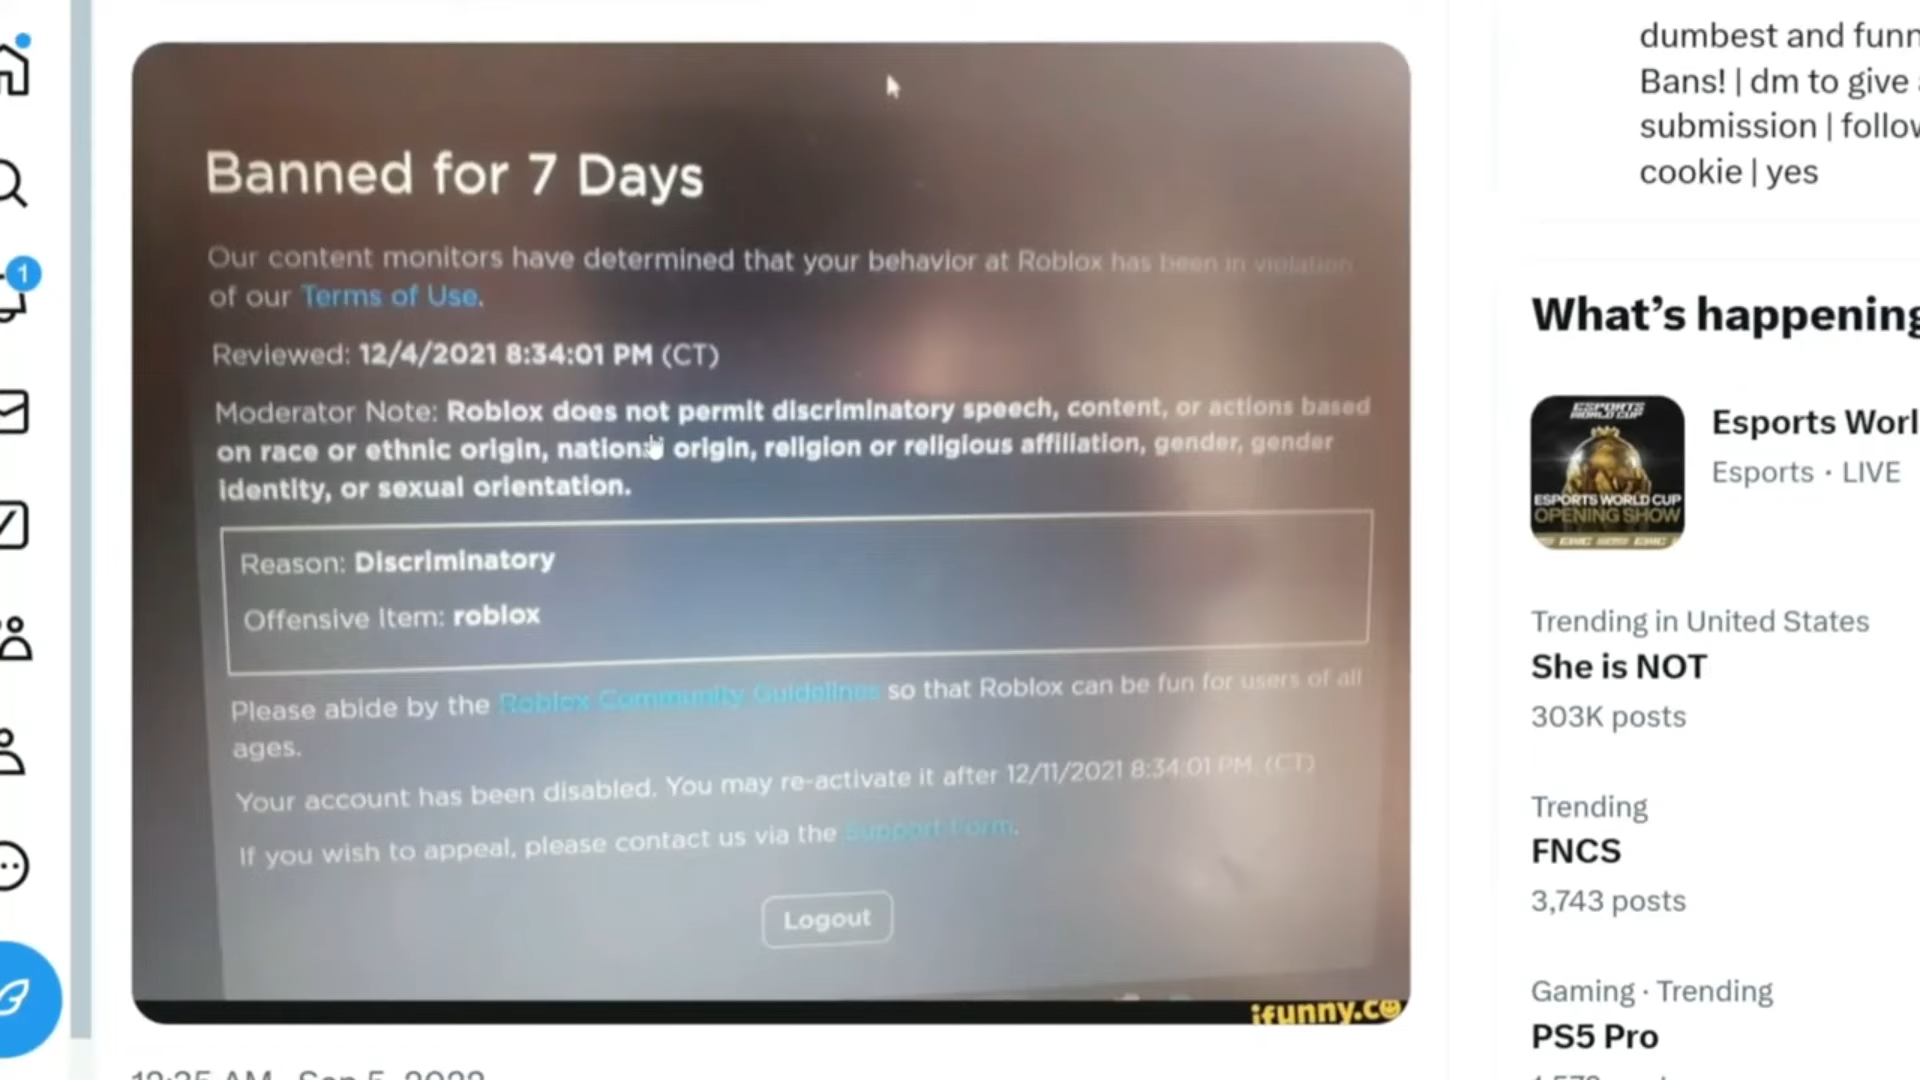 Banned for 7 Days
Our content monitors have determined that your behavior at Roblox has been in violation
of our Terms of Use.
Reviewed: 12/4/2021 8:34:01 PM (CT)
Moderator Note: Roblox does not permit discriminatory speech, content, or actions based
on race or ethnic origin, national origin, religion or religious affiliation, gender, gender
identity, or sexual orientation.
Reason: Discriminatory
Offensive Item: roblox
Please abide by the Roblox Community Guidelines so that Roblox can be fun for users of all
ages.
Your account has been disabled. You may re-activate it after 12/11/2021 8:34:01 PM (CT)
If you wish to appeal, please contact us via the Support Form.
Logout
ifunny.co
1
dumbest and funn
Bans! | dm to give
submission | follow
cookie | yes
What's happening
ESPORTS WORLD CUP
ESPORTS WORLD CUP
OPENING SHOW
Esports Worl
Esports · LIVE
Trending in United States
She is NOT
303K posts
Trending
FNCS
3,743 posts
Gaming · Trending
PS5 Pro